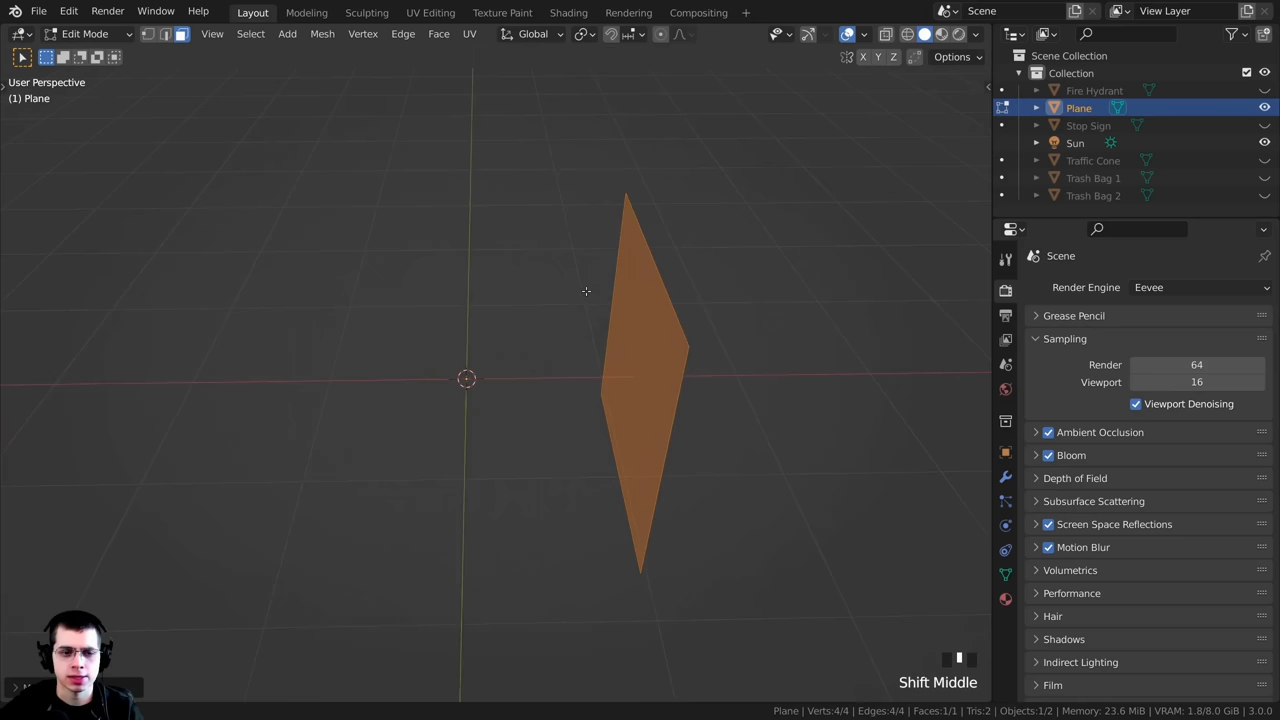 File Edit Render Window Help Layout Modeling Sculpting UV Editing Texture Paint Shading Rendering Compositing + Scene View Layer
Edit Mode View Select Add Mesh Vertex Edge Face UV Global
X Y Z Options
User Perspective
(1) Plane
Scene Collection
Collection
Fire Hydrant
Plane
Stop Sign
Sun
Traffic Cone
Trash Bag 1
Trash Bag 2
Scene
Render Engine Eevee
Grease Pencil
Sampling
Render 64
Viewport 16
Viewport Denoising
Ambient Occlusion
Bloom
Depth of Field
Subsurface Scattering
Screen Space Reflections
Motion Blur
Volumetrics
Performance
Hair
Shadows
Indirect Lighting
Film
Shift Middle
Plane | Verts:4/4 | Edges:4/4 | Faces:1/1 | Tris:2 | Objects:1/2 | Memory: 23.6 MiB | VRAM: 1.8/8.0 GiB | 3.0.0